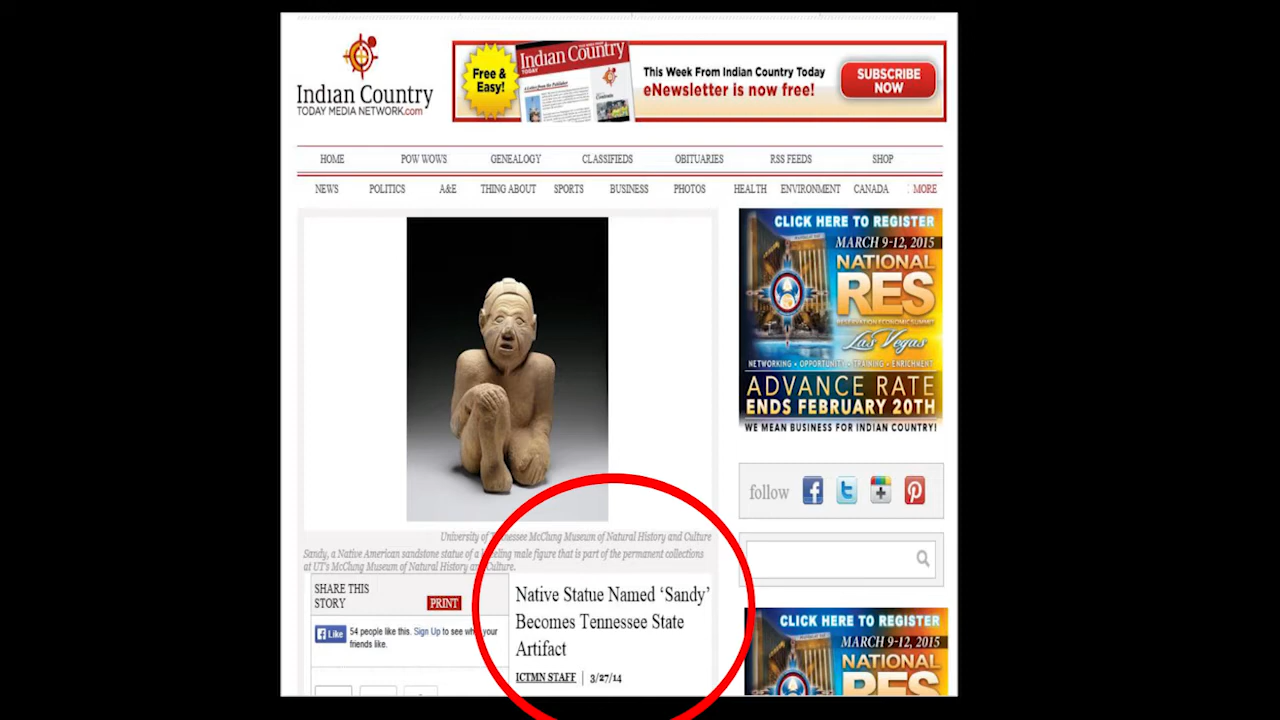 Indian Country
TODAY MEDIA NETWORK.com
Free &
Easy!
Indian Country
TODAY
This Week From Indian Country Today
eNewsletter is now free!
SUBSCRIBE
NOW
HOME POW WOWS GENEALOGY CLASSIFIEDS OBITUARIES RSS FEEDS SHOP
NEWS POLITICS A&E THING ABOUT SPORTS BUSINESS PHOTOS HEALTH ENVIRONMENT CANADA MORE
CLICK HERE TO REGISTER
MARCH 9-12, 2015
NATIONAL
RES
RESERVATION ECONOMIC SUMMIT
Las Vegas
NETWORKING • OPPORTUNITY • TRAINING • ENRICHMENT
ADVANCE RATE
ENDS FEBRUARY 20TH
WE MEAN BUSINESS FOR INDIAN COUNTRY!
follow
University of Tennessee McClung Museum of Natural History and Culture
Sandy, a Native American sandstone statue of a kneeling male figure that is part of the permanent collections
at UT's McClung Museum of Natural History and Culture.
SHARE THIS
STORY
PRINT
Like
54 people like this. Sign Up to see what your
friends like.
Native Statue Named ‘Sandy’
Becomes Tennessee State
Artifact
ICTMN STAFF | 3/27/14
CLICK HERE TO REGISTER
MARCH 9-12, 2015
NATIONAL
RES